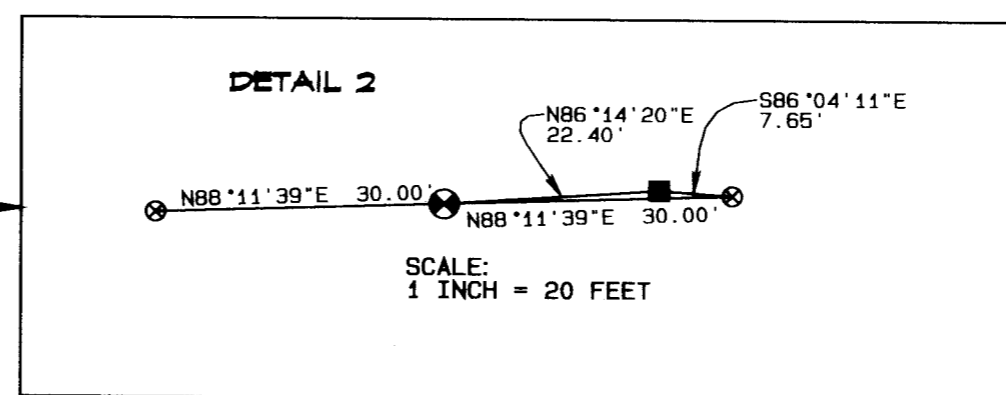 DETAIL 2
N86°14'20"E
22.40'
S86°04'11"E
7.65'
N88°11'39"E 30.00'
N88°11'39"E 30.00'
SCALE:
1 INCH = 20 FEET